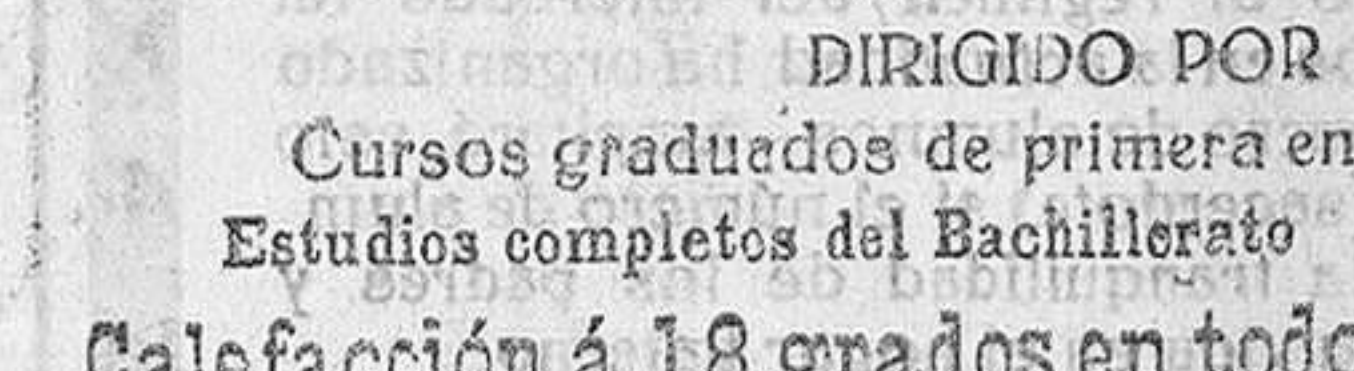 DIRIGIDO POR
Cursos graduados de primera en
Estudios completos del Bachillerato
Calefacción á 18 grados en todo